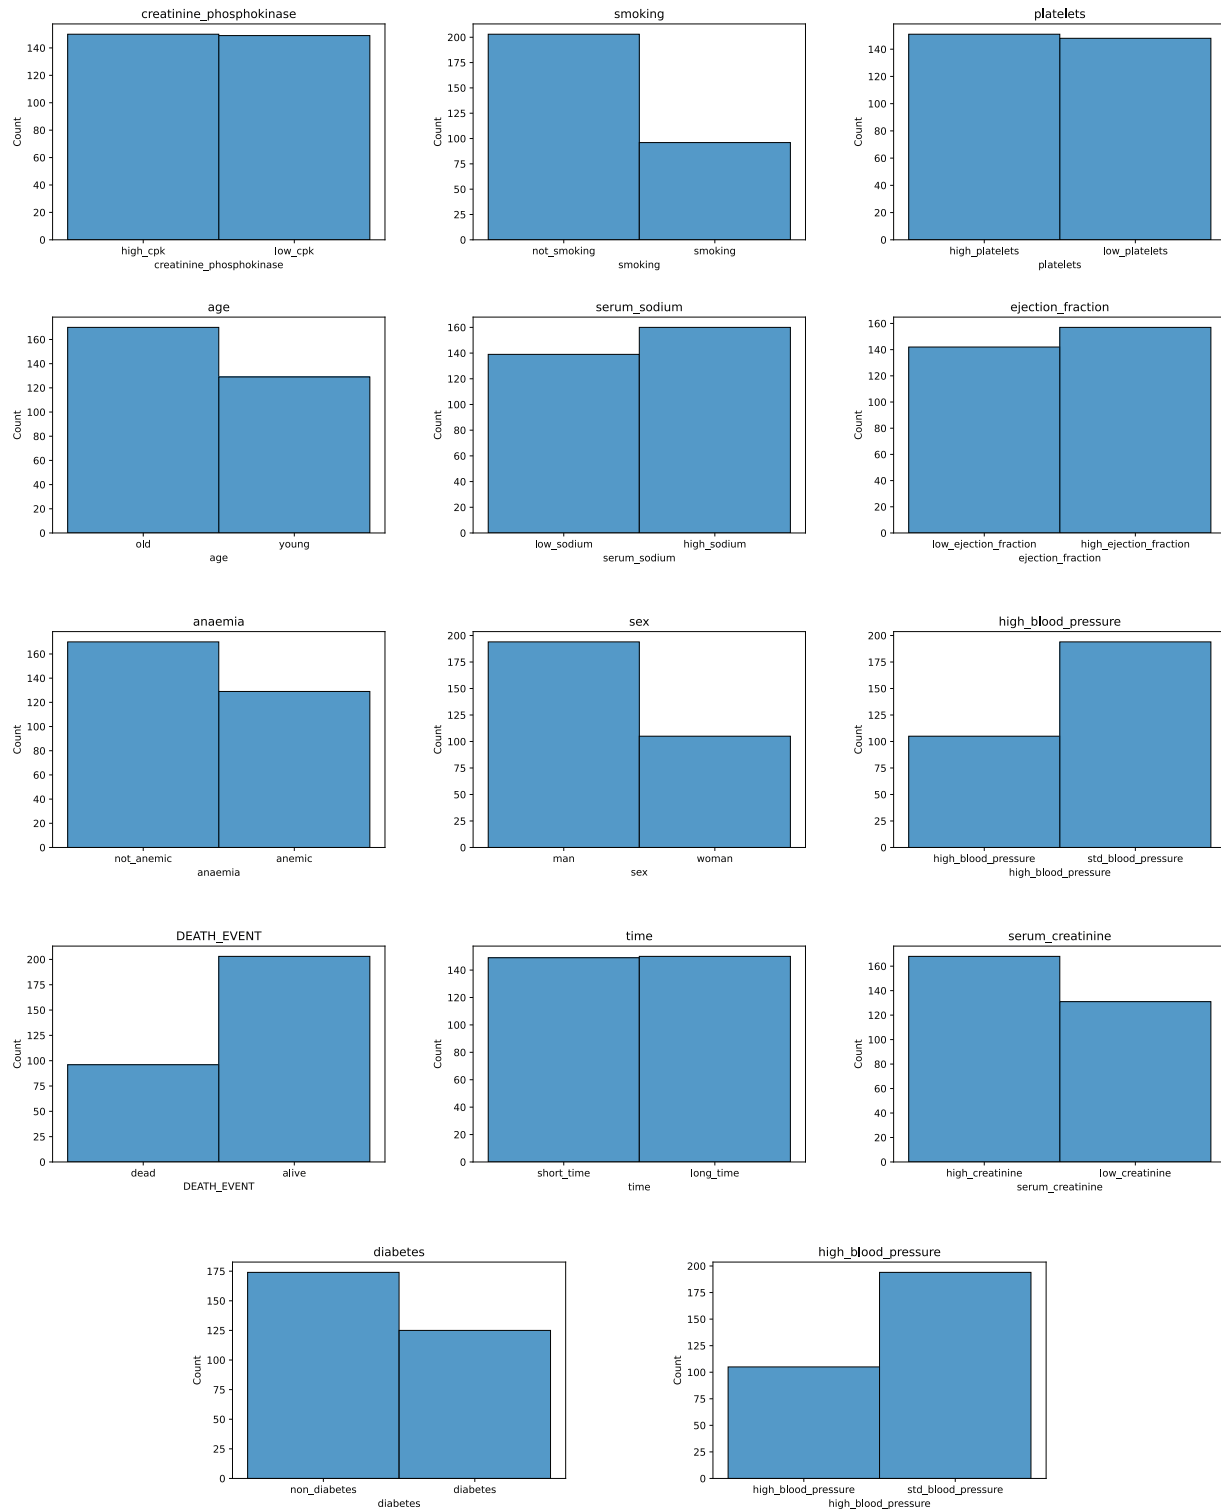 creatinine_phosphokinase
Count
140
120
100
80
60
40
20
0
high_cpk low_cpk
creatinine_phosphokinase
smoking
Count
200
175
150
125
100
75
50
25
0
not_smoking smoking
smoking
platelets
Count
140
120
100
80
60
40
20
0
high_platelets low_platelets
platelets
age
Count
160
140
120
100
80
60
40
20
0
old young
age
serum_sodium
Count
160
140
120
100
80
60
40
20
0
low_sodium high_sodium
serum_sodium
ejection_fraction
Count
160
140
120
100
80
60
40
20
0
low_ejection_fraction high_ejection_fraction
ejection_fraction
anaemia
Count
160
140
120
100
80
60
40
20
0
not_anemic anemic
anaemia
sex
Count
200
175
150
125
100
75
50
25
0
man woman
sex
high_blood_pressure
Count
200
175
150
125
100
75
50
25
0
high_blood_pressure std_blood_pressure
high_blood_pressure
DEATH_EVENT
Count
200
175
150
125
100
75
50
25
0
dead alive
DEATH_EVENT
time
Count
140
120
100
80
60
40
20
0
short_time long_time
time
serum_creatinine
Count
160
140
120
100
80
60
40
20
0
high_creatinine low_creatinine
serum_creatinine
diabetes
Count
175
150
125
100
75
50
25
0
non_diabetes diabetes
diabetes
high_blood_pressure
Count
200
175
150
125
100
75
50
25
0
high_blood_pressure std_blood_pressure
high_blood_pressure